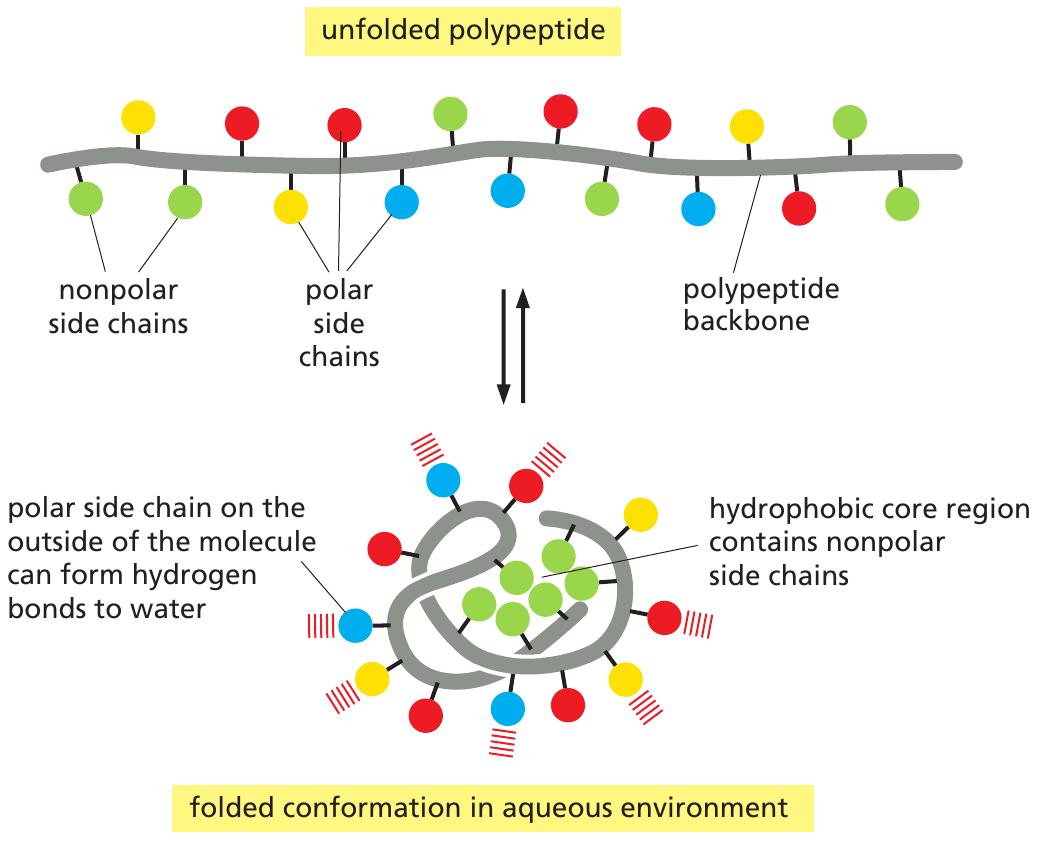 unfolded polypeptide
nonpolar
side chains
polar
side
chains
polypeptide
backbone
polar side chain on the
outside of the molecule
can form hydrogen
bonds to water
hydrophobic core region
contains nonpolar
side chains
folded conformation in aqueous environment